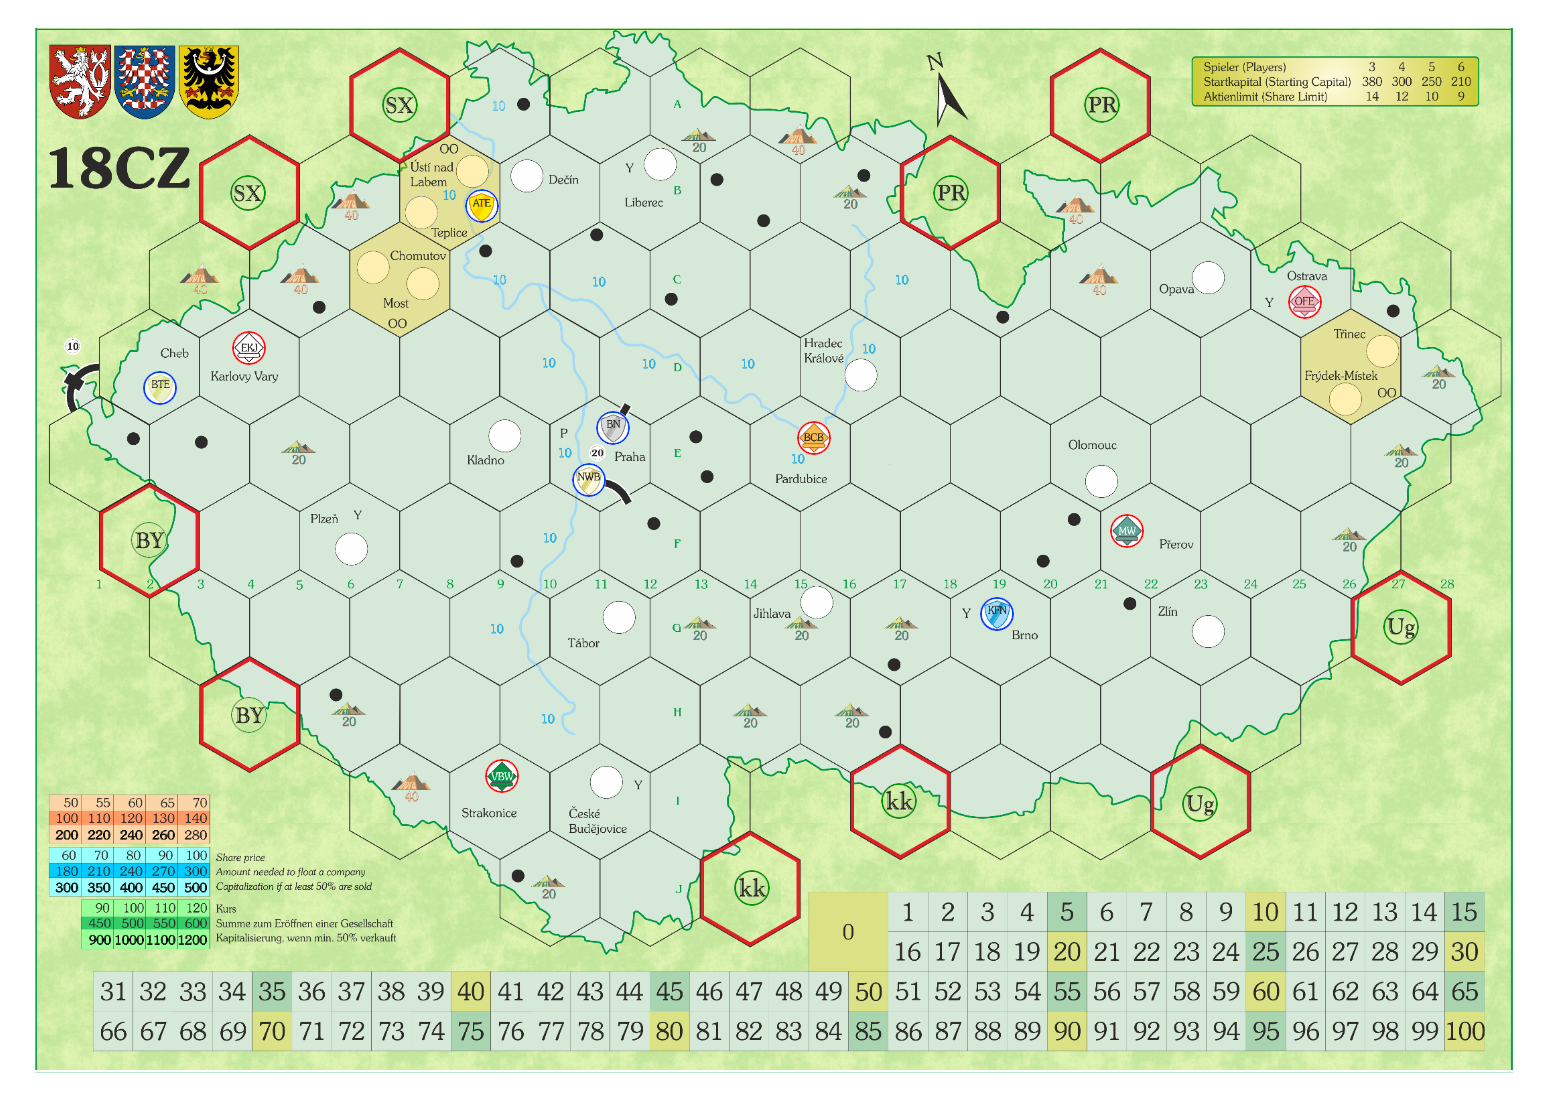 18CZ
Spieler (Players) 3 4 5 6
Startkapital (Starting Capital) 380 300 250 210
Aktienlimit (Share Limit) 14 12 10 9
N
SX
PR
10
A
20
40
OO
Ústí nad
Labem
10
ATE
Teplice
Děčín
Y
Liberec
B
20
SX
PR
40
40
Chomutov
Most
OO
40
40
10
10
C
10
40
Opava
Ostrava
Y
OFE
10
Cheb
BTE
EKJ
Karlovy Vary
10
10
10
D
Hradec
Králové
10
Třinec
Frýdek-Místek
OO
20
20
Kladno
P
10
BN
20
Praha
NWB
E
BCB
10
Pardubice
Olomouc
20
BY
Plzeň
Y
10
F
MW
Přerov
20
1 2 3 4 5 6 7 8 9 10 11 12 13 14 15 16 17 18 19 20 21 22 23 24 25 26 27 28
10
Tábor
G
20
Jihlava
20
20
Y
KFN
Brno
Zlín
Ug
BY
20
10
H
20
20
40
VBW
Strakonice
Y
České
Budějovice
I
kk
Ug
20
J
kk
50 55 60 65 70
100 110 120 130 140
200 220 240 260 280
60 70 80 90 100 Share price
180 210 240 270 300 Amount needed to float a company
300 350 400 450 500 Capitalization if at least 50% are sold
90 100 110 120 Kurs
450 500 550 600 Summe zum Eröffnen einer Gesellschaft
900 1000 1100 1200 Kapitalisierung, wenn min. 50% verkauft
0
1 2 3 4 5 6 7 8 9 10 11 12 13 14 15
16 17 18 19 20 21 22 23 24 25 26 27 28 29 30
31 32 33 34 35 36 37 38 39 40 41 42 43 44 45 46 47 48 49 50 51 52 53 54 55 56 57 58 59 60 61 62 63 64 65
66 67 68 69 70 71 72 73 74 75 76 77 78 79 80 81 82 83 84 85 86 87 88 89 90 91 92 93 94 95 96 97 98 99 100